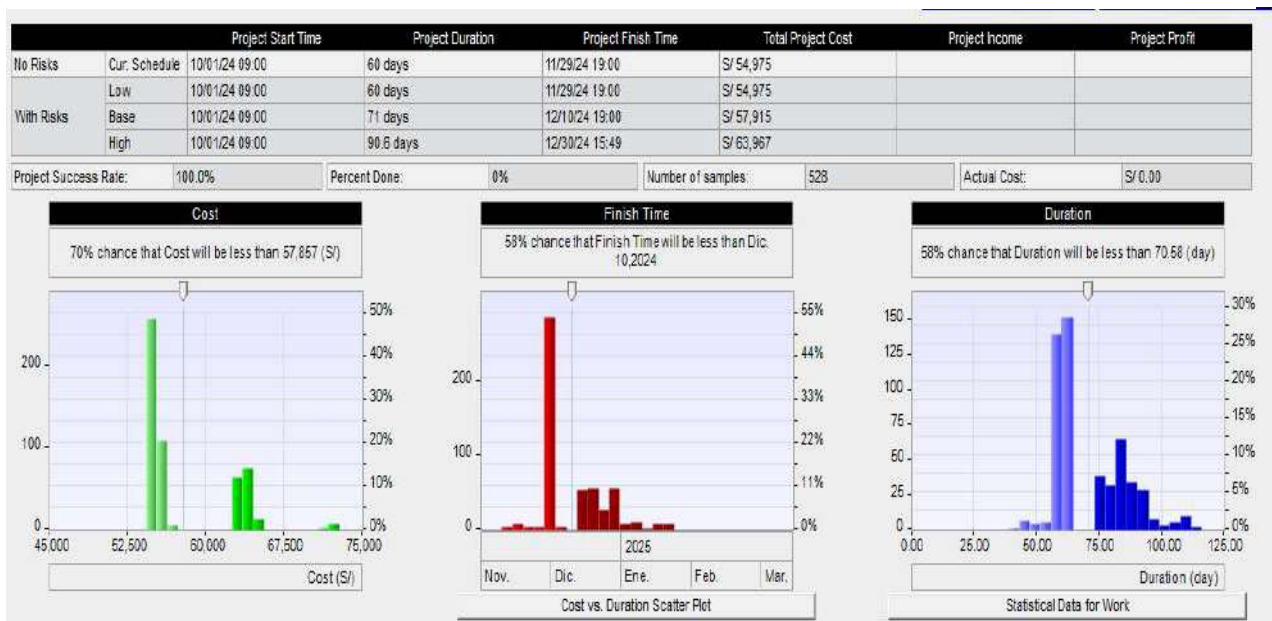 Project Start Time Project Duration Project Finish Time Total Project Cost Project Income Project Profit
No Risks Cur. Schedule 10/01/24 09:00 60 days 11/29/24 19:00 S/ 54,975
Low 10/01/24 09:00 60 days 11/29/24 19:00 S/ 54,975
With Risks Base 10/01/24 09:00 71 days 12/10/24 19:00 S/ 57,915
High 10/01/24 09:00 90.6 days 12/30/24 15:49 S/ 63,967
Project Success Rate: 100.0% Percent Done: 0% Number of samples: 528 Actual Cost: S/ 0.00
Cost
70% chance that Cost will be less than 57,857 (S/)
50%
40%
200
30%
20%
100
10%
0 0%
45,000 52,500 60,000 67,500 75,000
Cost (S/)
Finish Time
58% chance that Finish Time will be less than Dic.
10,2024
55%
44%
200
33%
22%
100
11%
0 0%
2025
Nov. Dic. Ene. Feb. Mar.
Cost vs. Duration Scatter Plot
Duration
58% chance that Duration will be less than 70.58 (day)
30%
150
25%
125
20%
100
15%
75
10%
50
5%
25
0 0%
0.00 25.00 50.00 75.00 100.00 125.00
Duration (day)
Statistical Data for Work